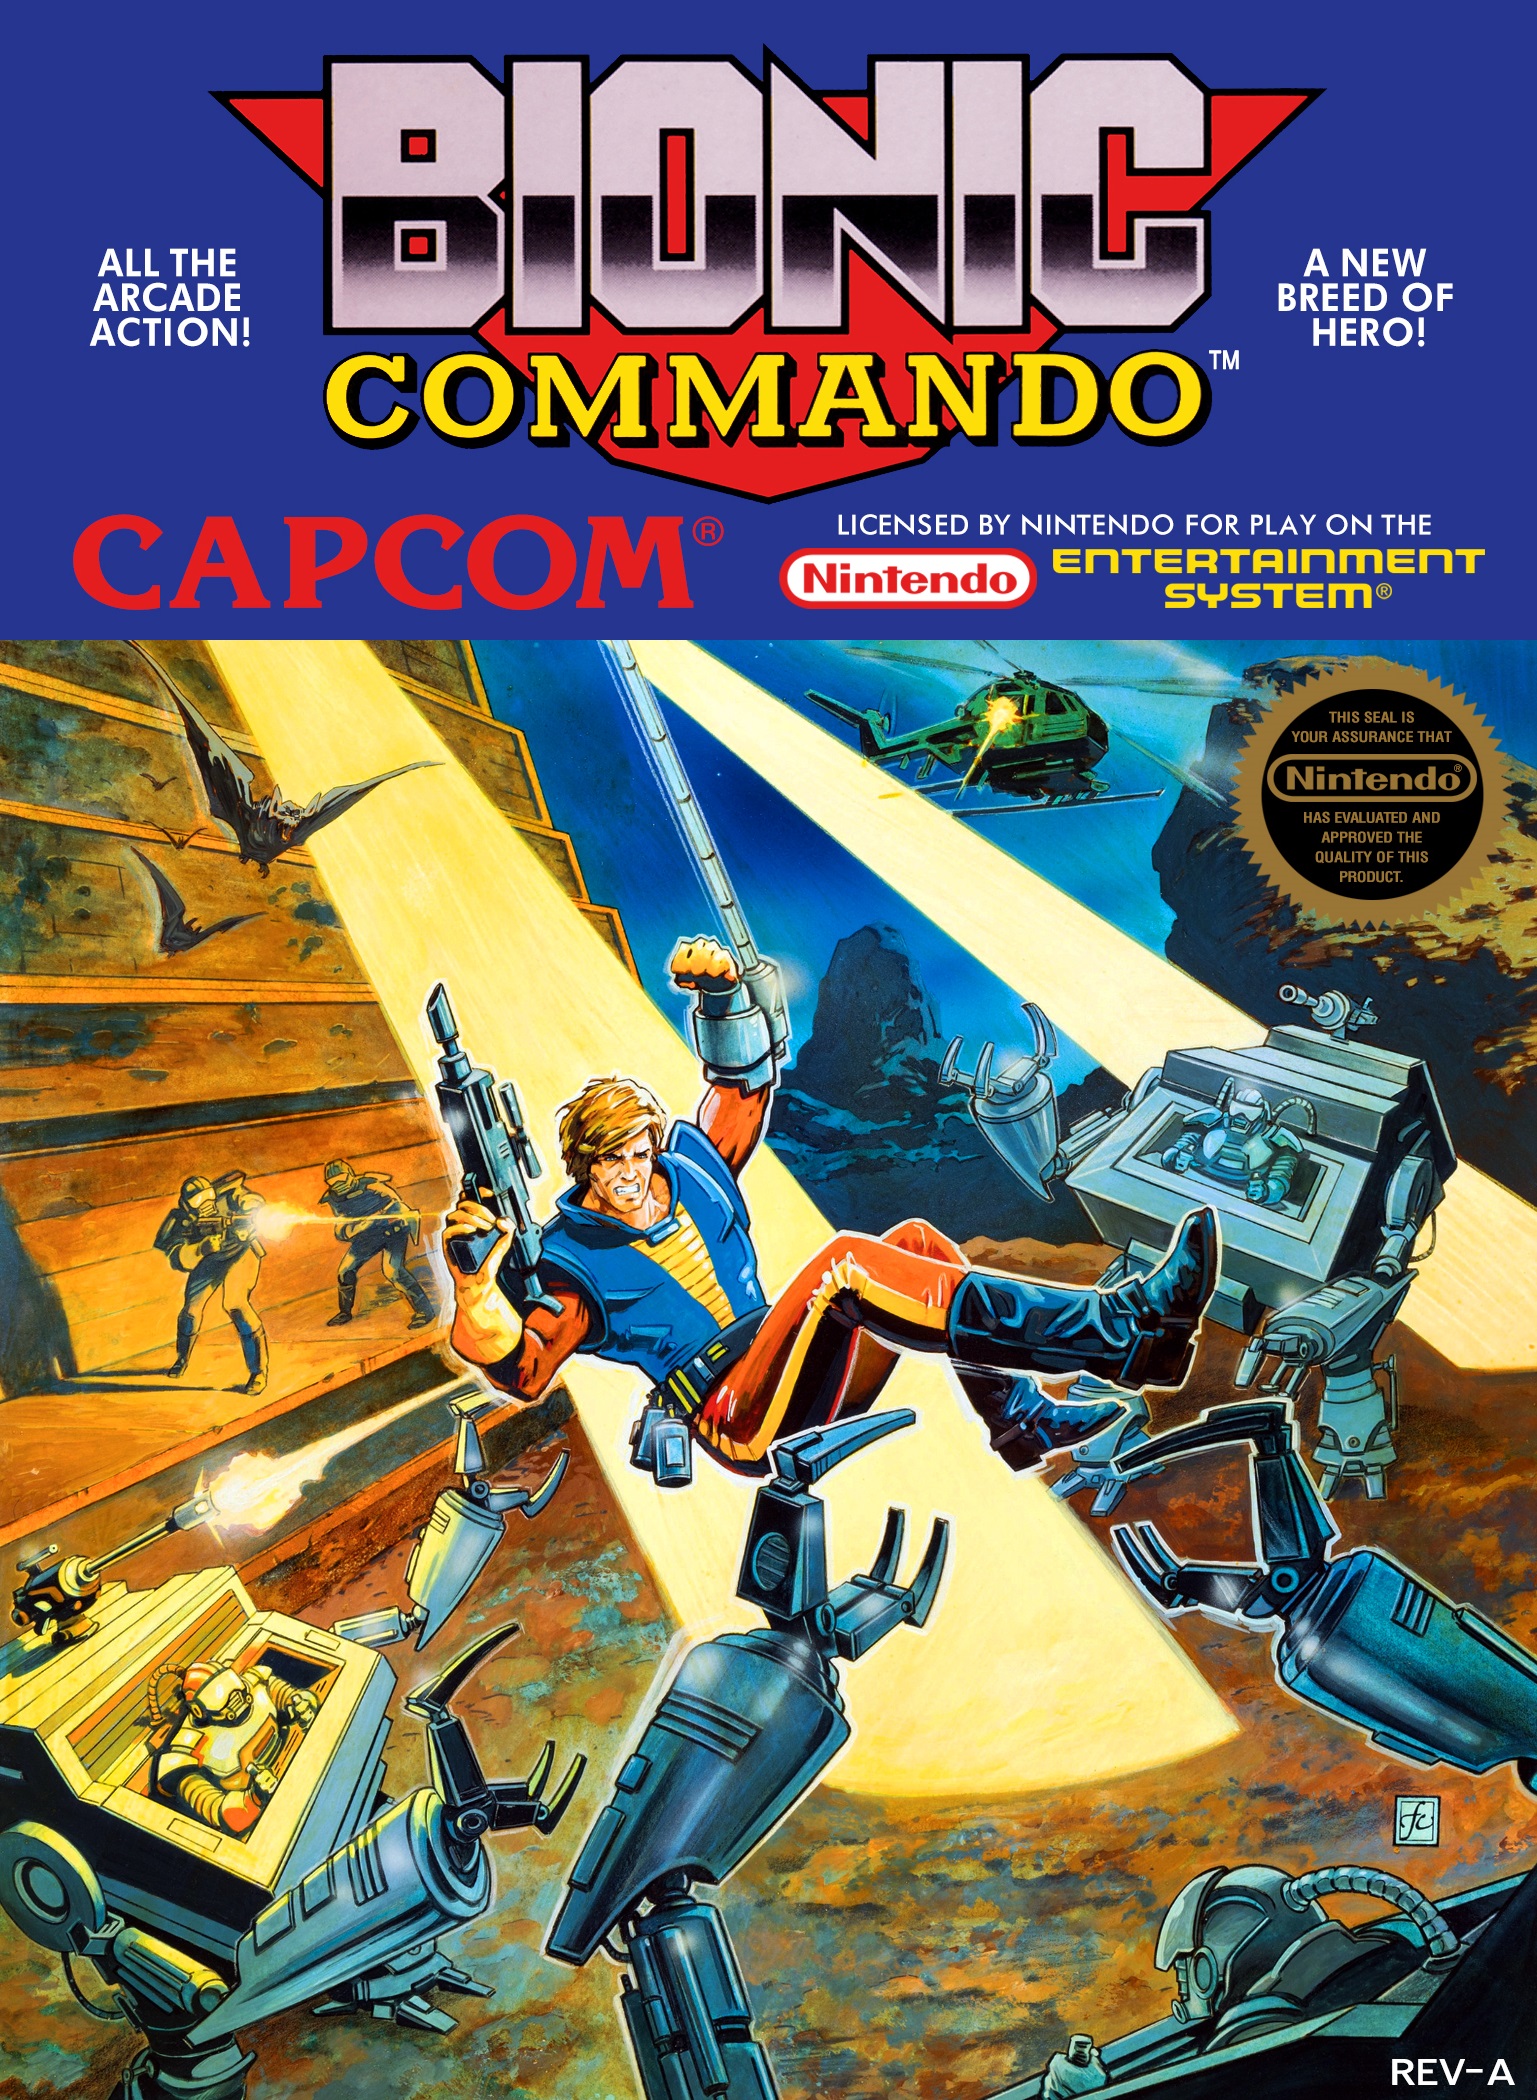 BIONIC
COMMANDO™
ALL THE
ARCADE
ACTION!
A NEW
BREED OF
HERO!
CAPCOM®
LICENSED BY NINTENDO FOR PLAY ON THE
Nintendo ENTERTAINMENT
SYSTEM®
THIS SEAL IS
YOUR ASSURANCE THAT
Nintendo®
HAS EVALUATED AND
APPROVED THE
QUALITY OF THIS
PRODUCT.
fc
REV-A